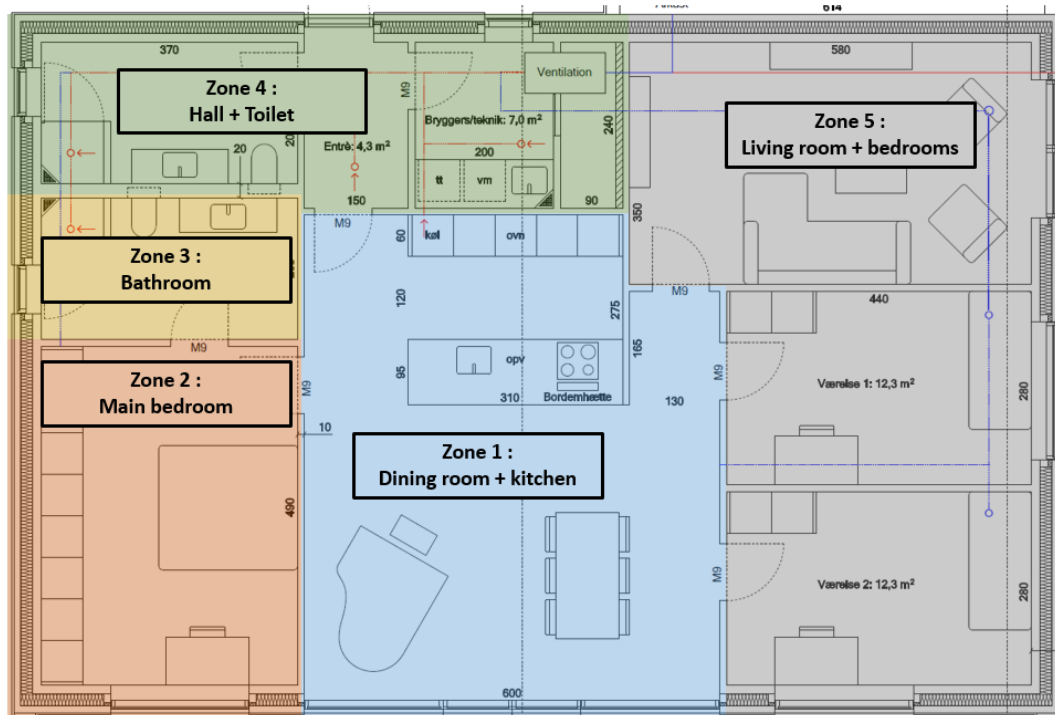 614
370
580
Zone 4 :
Hall + Toilet
M9
Ventilation
Bryggers/teknik: 7,0 m²
240
Zone 5 :
Living room + bedrooms
20
Entrè: 4,3 m²
200
tt
vm
150
90
350
M9
60
køl
ovn
Zone 3 :
Bathroom
120
275
M9
440
M9
165
opv
95
310
Bordemhætte
Zone 2 :
Main bedroom
M9
M9
130
Værelse 1: 12,3 m²
280
10
Zone 1 :
Dining room + kitchen
490
M9
Værelse 2: 12,3 m²
280
600